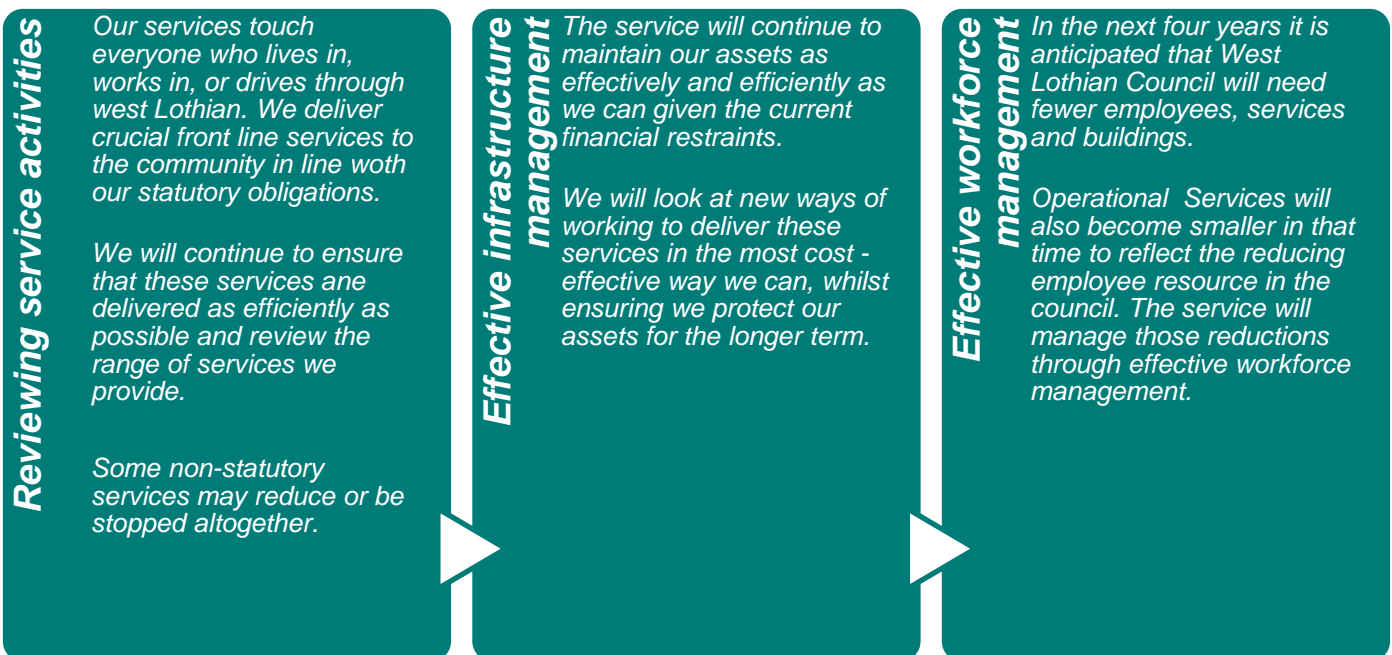 Reviewing service activities
Our services touch
everyone who lives in,
works in, or drives through
west Lothian. We deliver
crucial front line services to
the community in line woth
our statutory obligations.
We will continue to ensure
that these services ane
delivered as efficiently as
possible and review the
range of services we
provide.
Some non-statutory
services may reduce or be
stopped altogether.
Effective infrastructure
management
The service will continue to
maintain our assets as
effectively and efficiently as
we can given the current
financial restraints.
We will look at new ways of
working to deliver these
services in the most cost -
effective way we can, whilst
ensuring we protect our
assets for the longer term.
Effective workforce
management
In the next four years it is
anticipated that West
Lothian Council will need
fewer employees, services
and buildings.
Operational  Services will
also become smaller in that
time to reflect the reducing
employee resource in the
council. The service will
manage those reductions
through effective workforce
management.